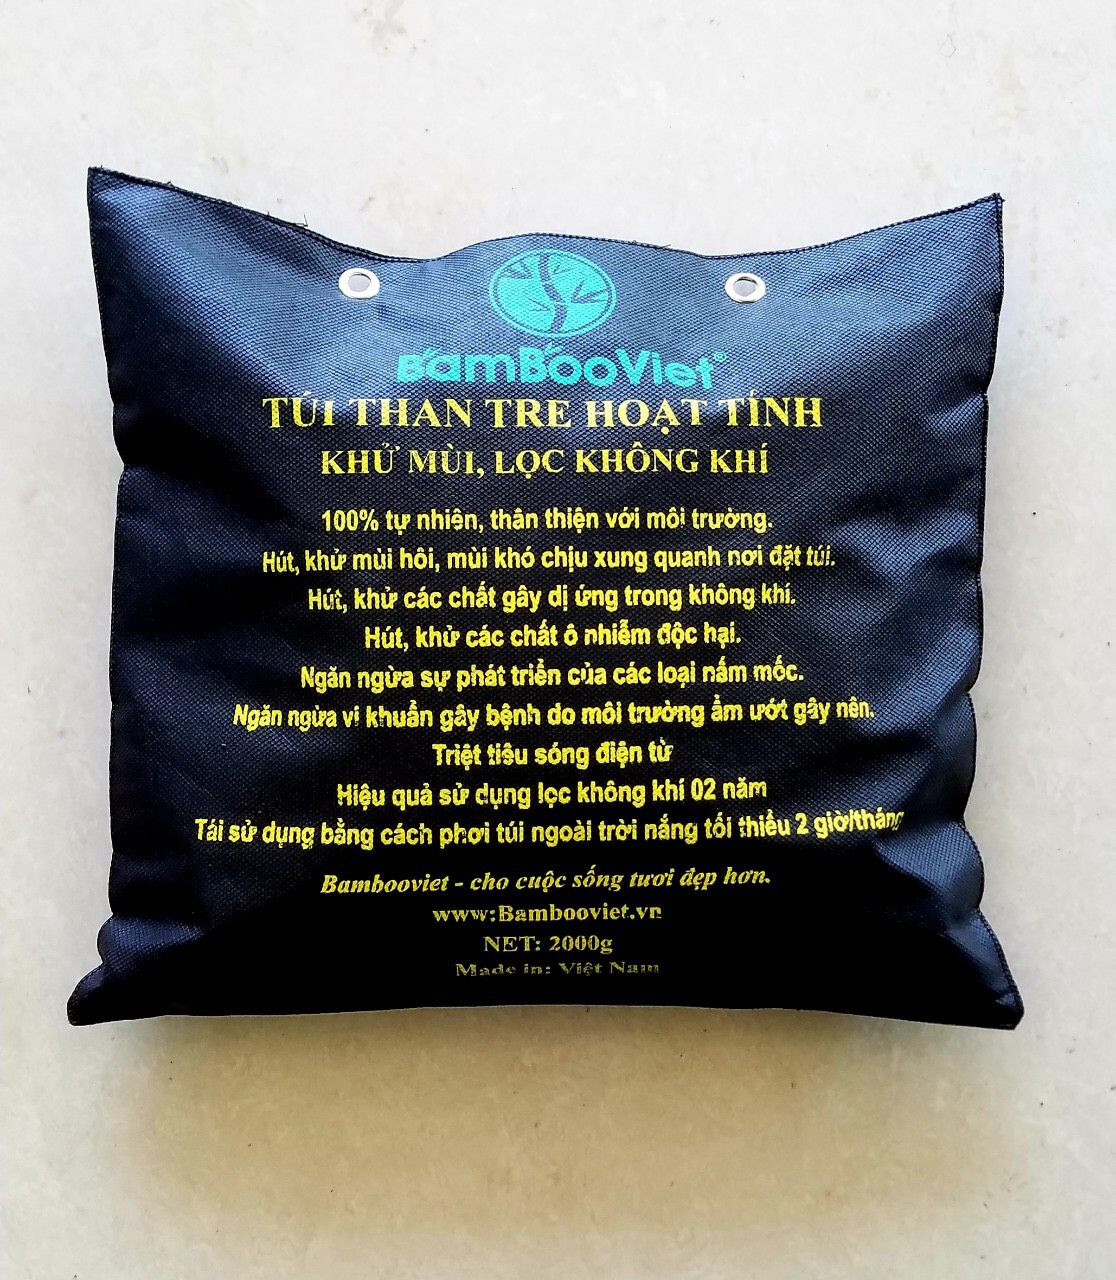 BamBooViet®
TÚI THAN TRE HOẠT TÍNH
KHỬ MÙI, LỌC KHÔNG KHÍ
100% tự nhiên, thân thiện với môi trường.
Hút, khử mùi hôi, mùi khó chịu xung quanh nơi đặt túi.
Hút, khử các chất gây dị ứng trong không khí.
Hút, khử các chất ô nhiễm độc hại.
Ngăn ngừa sự phát triển của các loại nấm mốc.
Ngăn ngừa vi khuẩn gây bệnh do môi trường ẩm ướt gây nên.
Triệt tiêu sóng điện từ
Hiệu quả sử dụng lọc không khí 02 năm
Tái sử dụng bằng cách phơi túi ngoài trời nắng tối thiểu 2 giờ/tháng
Bambooviet - cho cuộc sống tươi đẹp hơn.
www:Bambooviet.vn
NET: 2000g
Made in: Việt Nam